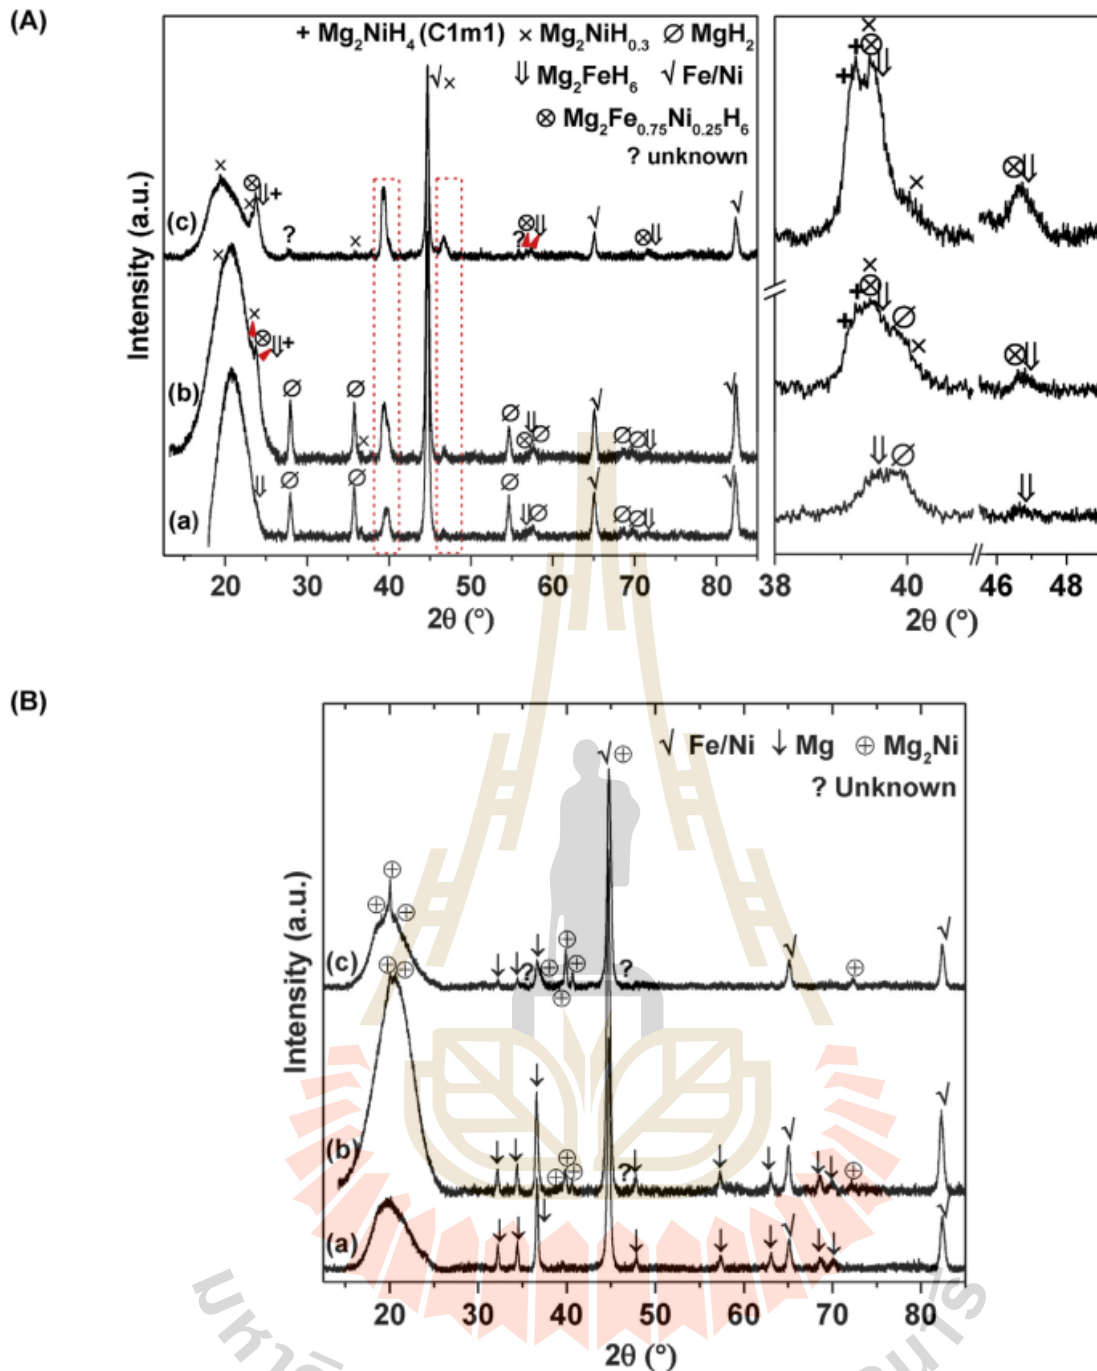 (A)
+ Mg₂NiH₄ (C1m1) × Mg₂NiH₀.₃ ∅ MgH₂
⇓ Mg₂FeH₆ √ Fe/Ni
⊗ Mg₂Fe₀.₇₅Ni₀.₂₅H₆
? unknown
Intensity (a.u.)
(c)
(b)
(a)
? ?
20 30 40 50 60 70 80
2θ (°)
38 40 46 48
2θ (°)
(B)
√ Fe/Ni ↓ Mg ⊕ Mg₂Ni
? Unknown
Intensity (a.u.)
(c)
? ?
(b)
?
(a)
20 30 40 50 60 70 80
2θ (°)